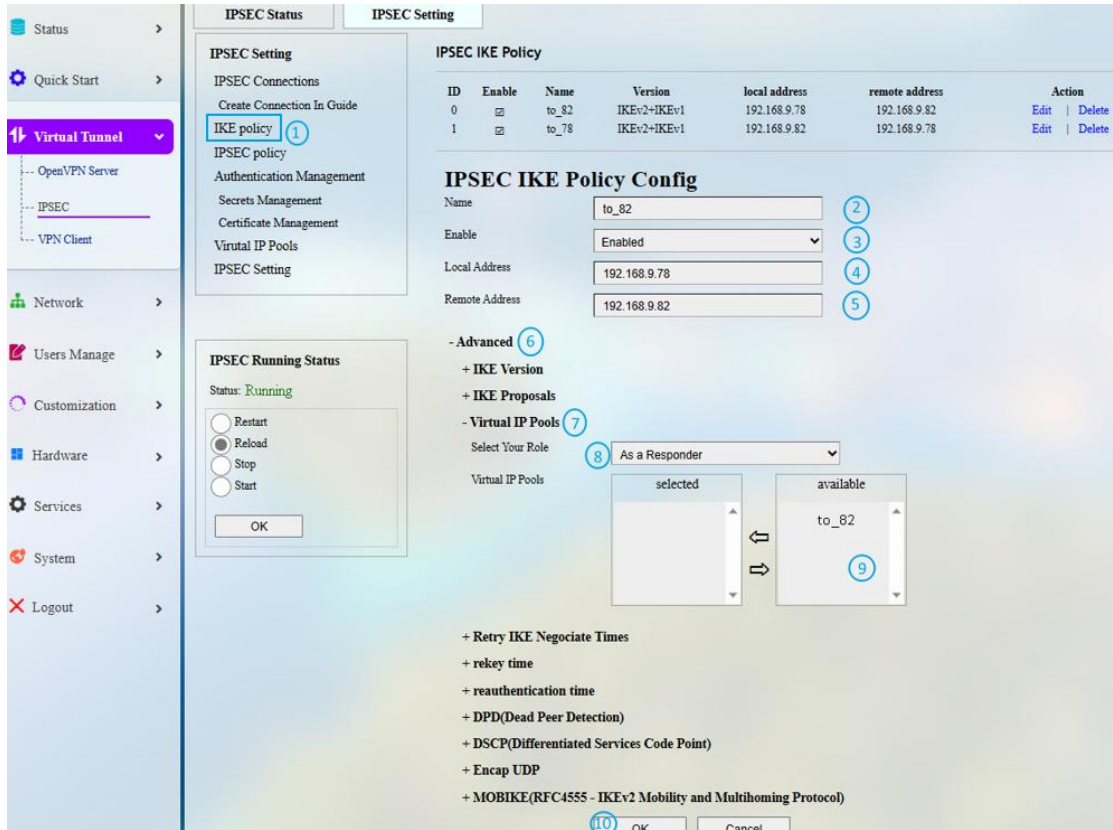 IPSEC Status
IPSEC Setting
Status
Quick Start
Virtual Tunnel
OpenVPN Server
IPSEC
VPN Client
Network
Users Manage
Customization
Hardware
Services
System
Logout
IPSEC Setting
IPSEC Connections
Create Connection In Guide
IKE policy 1
IPSEC policy
Authentication Management
Secrets Management
Certificate Management
Virutal IP Pools
IPSEC Setting
IPSEC Running Status
Status: Running
Restart
Reload
Stop
Start
OK
IPSEC IKE Policy
ID Enable Name Version local address remote address Action
0 to_82 IKEv2+IKEv1 192.168.9.78 192.168.9.82 Edit | Delete
1 to_78 IKEv2+IKEv1 192.168.9.82 192.168.9.78 Edit | Delete
IPSEC IKE Policy Config
Name to_82 2
Enable Enabled 3
Local Address 192.168.9.78 4
Remote Address 192.168.9.82 5
- Advanced 6
+ IKE Version
+ IKE Proposals
- Virtual IP Pools 7
Select Your Role 8 As a Responder
Virtual IP Pools selected available
to_82
9
+ Retry IKE Negociate Times
+ rekey time
+ reauthentication time
+ DPD(Dead Peer Detection)
+ DSCP(Differentiated Services Code Point)
+ Encap UDP
+ MOBIKE(RFC4555 - IKEv2 Mobility and Multihoming Protocol)
10 OK Cancel